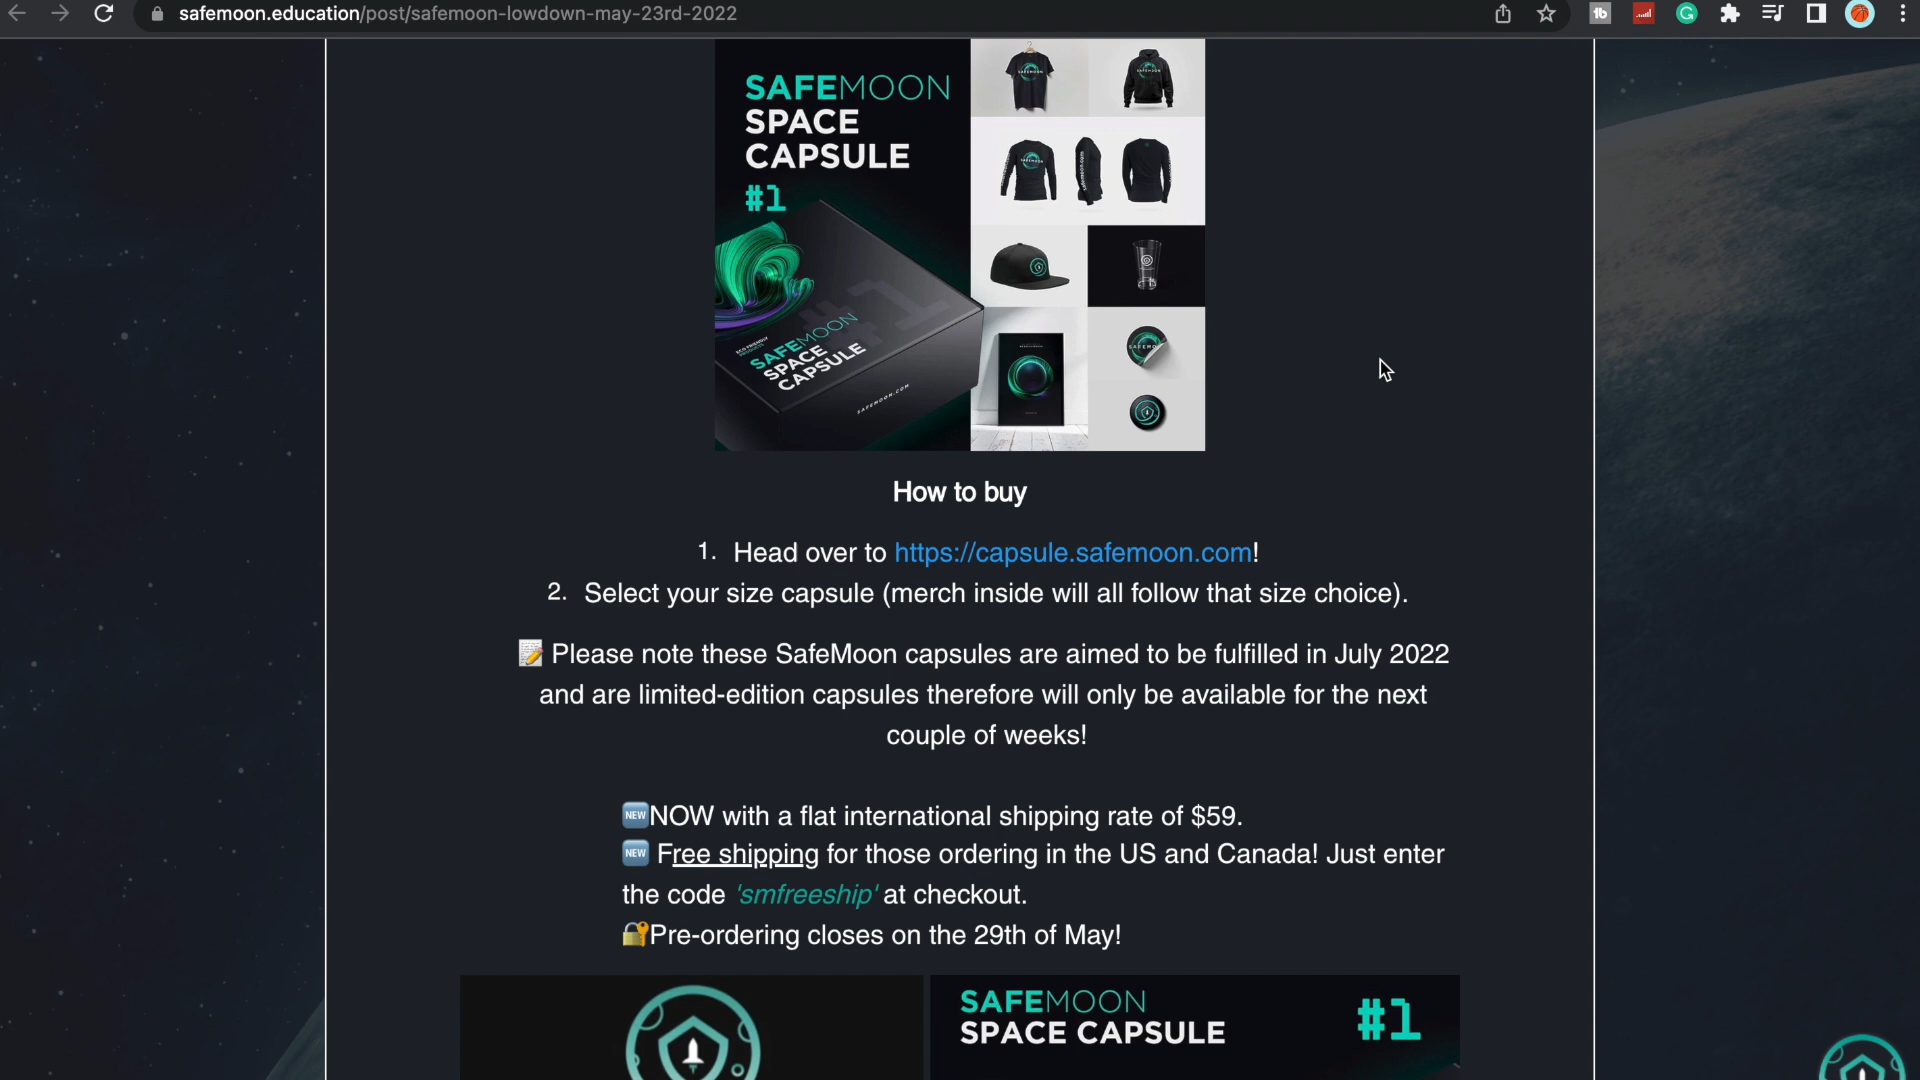 safemoon.education/post/safemoon-lowdown-may-23rd-2022
SAFEMOON
SPACE
CAPSULE
#1
ECO FRIENDLY
SAFEMOON
SPACE
CAPSULE
SAFEMOON.COM
How to buy
1. Head over to https://capsule.safemoon.com!
2. Select your size capsule (merch inside will all follow that size choice).
Please note these SafeMoon capsules are aimed to be fulfilled in July 2022
and are limited-edition capsules therefore will only be available for the next
couple of weeks!
NEW NOW with a flat international shipping rate of $59.
NEW Free shipping for those ordering in the US and Canada! Just enter
the code 'smfreeship' at checkout.
Pre-ordering closes on the 29th of May!
SAFEMOON
SPACE CAPSULE
#1